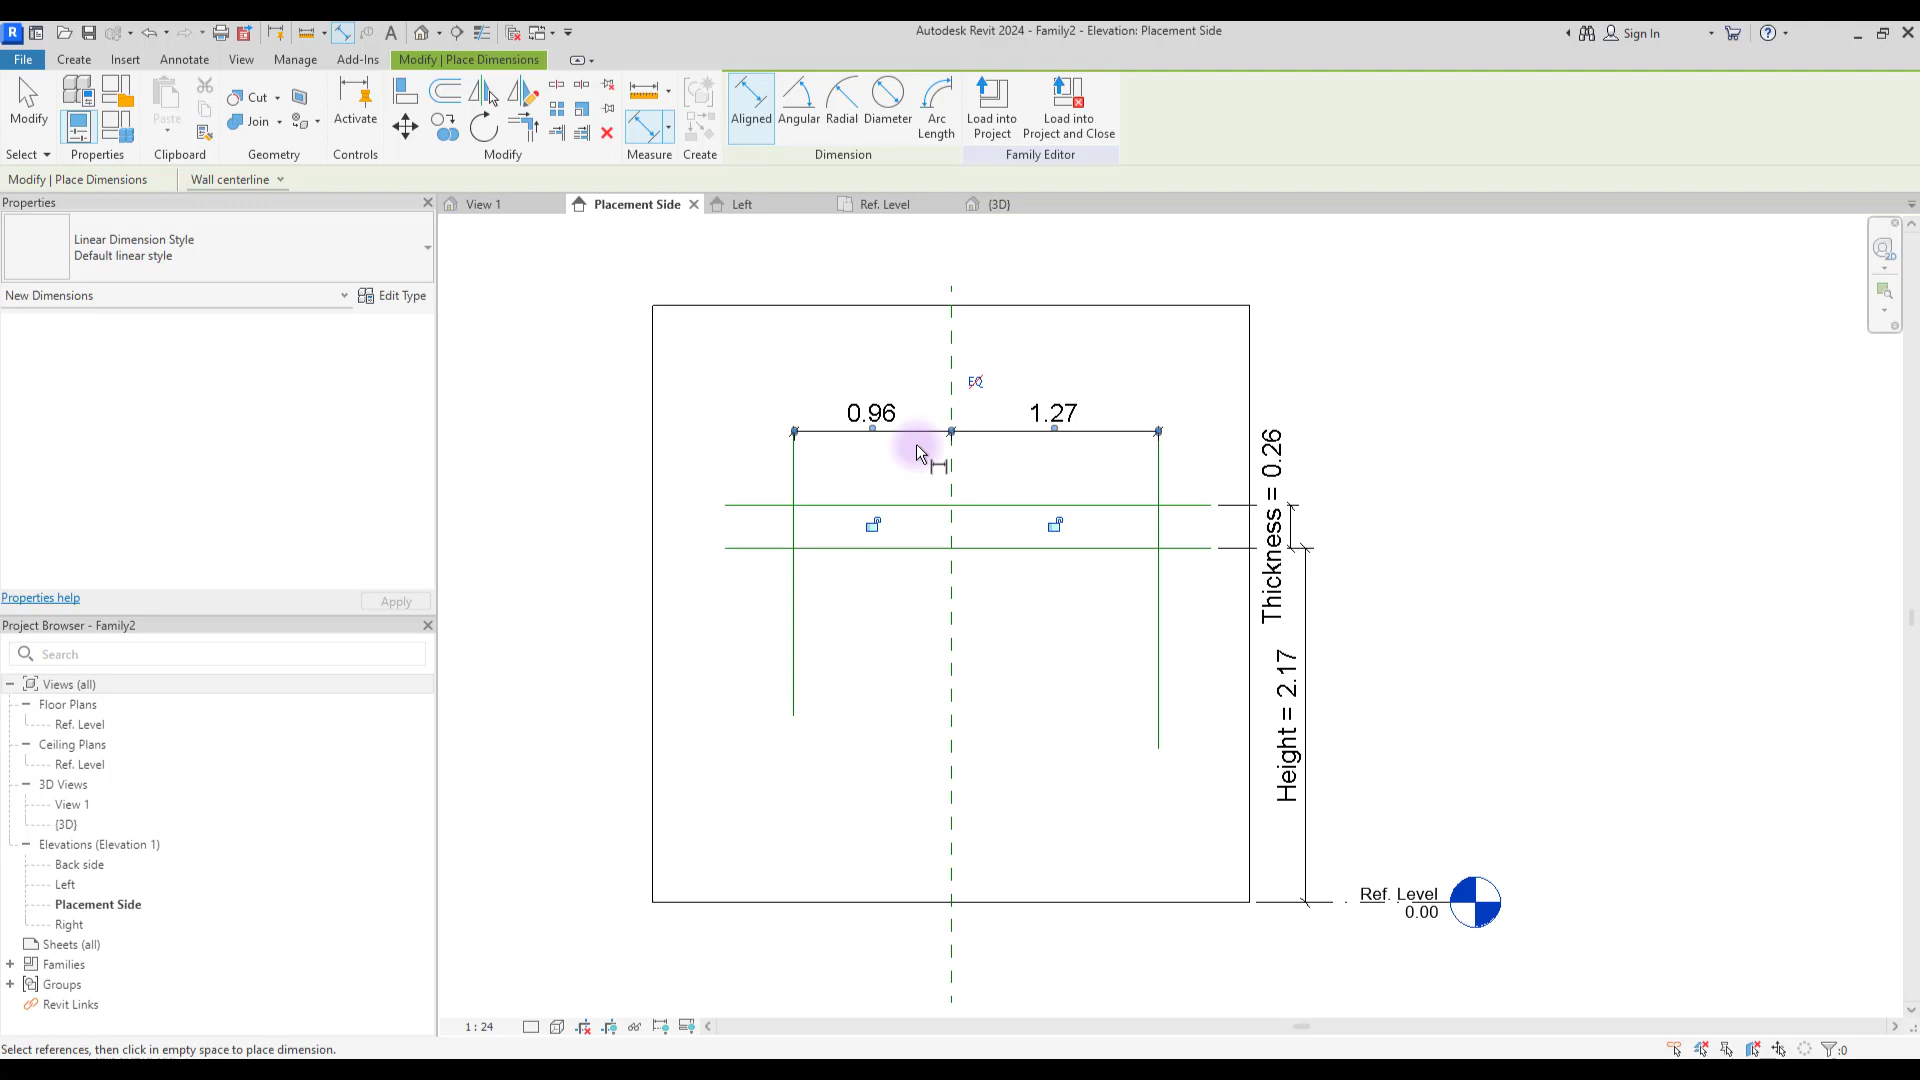 R
Autodesk Revit 2024 - Family2 - Elevation: Placement Side
Sign In
File
Create
Insert
Annotate
View
Manage
Add-Ins
Modify | Place Dimensions
Modify
Cut
Join
Paste
Activate
Aligned
Angular
Radial
Diameter
Arc
Length
Load into
Project
Load into
Project and Close
Select
Properties
Clipboard
Geometry
Controls
Modify
Measure
Create
Dimension
Family Editor
Modify | Place Dimensions
Wall centerline
Properties
View 1
Placement Side
Left
Ref. Level
{3D}
Linear Dimension Style
Default linear style
New Dimensions
Edit Type
2D
EQ
0.96
1.27
Thickness = 0.26
Height = 2.17
Ref. Level
0.00
Properties help
Apply
Project Browser - Family2
Search
Views (all)
Floor Plans
Ref. Level
Ceiling Plans
Ref. Level
3D Views
View 1
{3D}
Elevations (Elevation 1)
Back side
Left
Placement Side
Right
Sheets (all)
Families
Groups
Revit Links
1 : 24
Select references, then click in empty space to place dimension.
:0